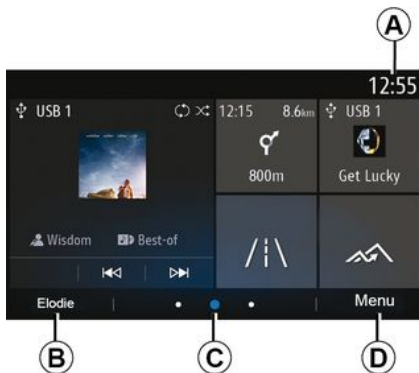 A
12:55
USB 1
12:15 8.6km
USB 1
800m
Get Lucky
Wisdom
Best-of
Elodie
Menu
B
C
D